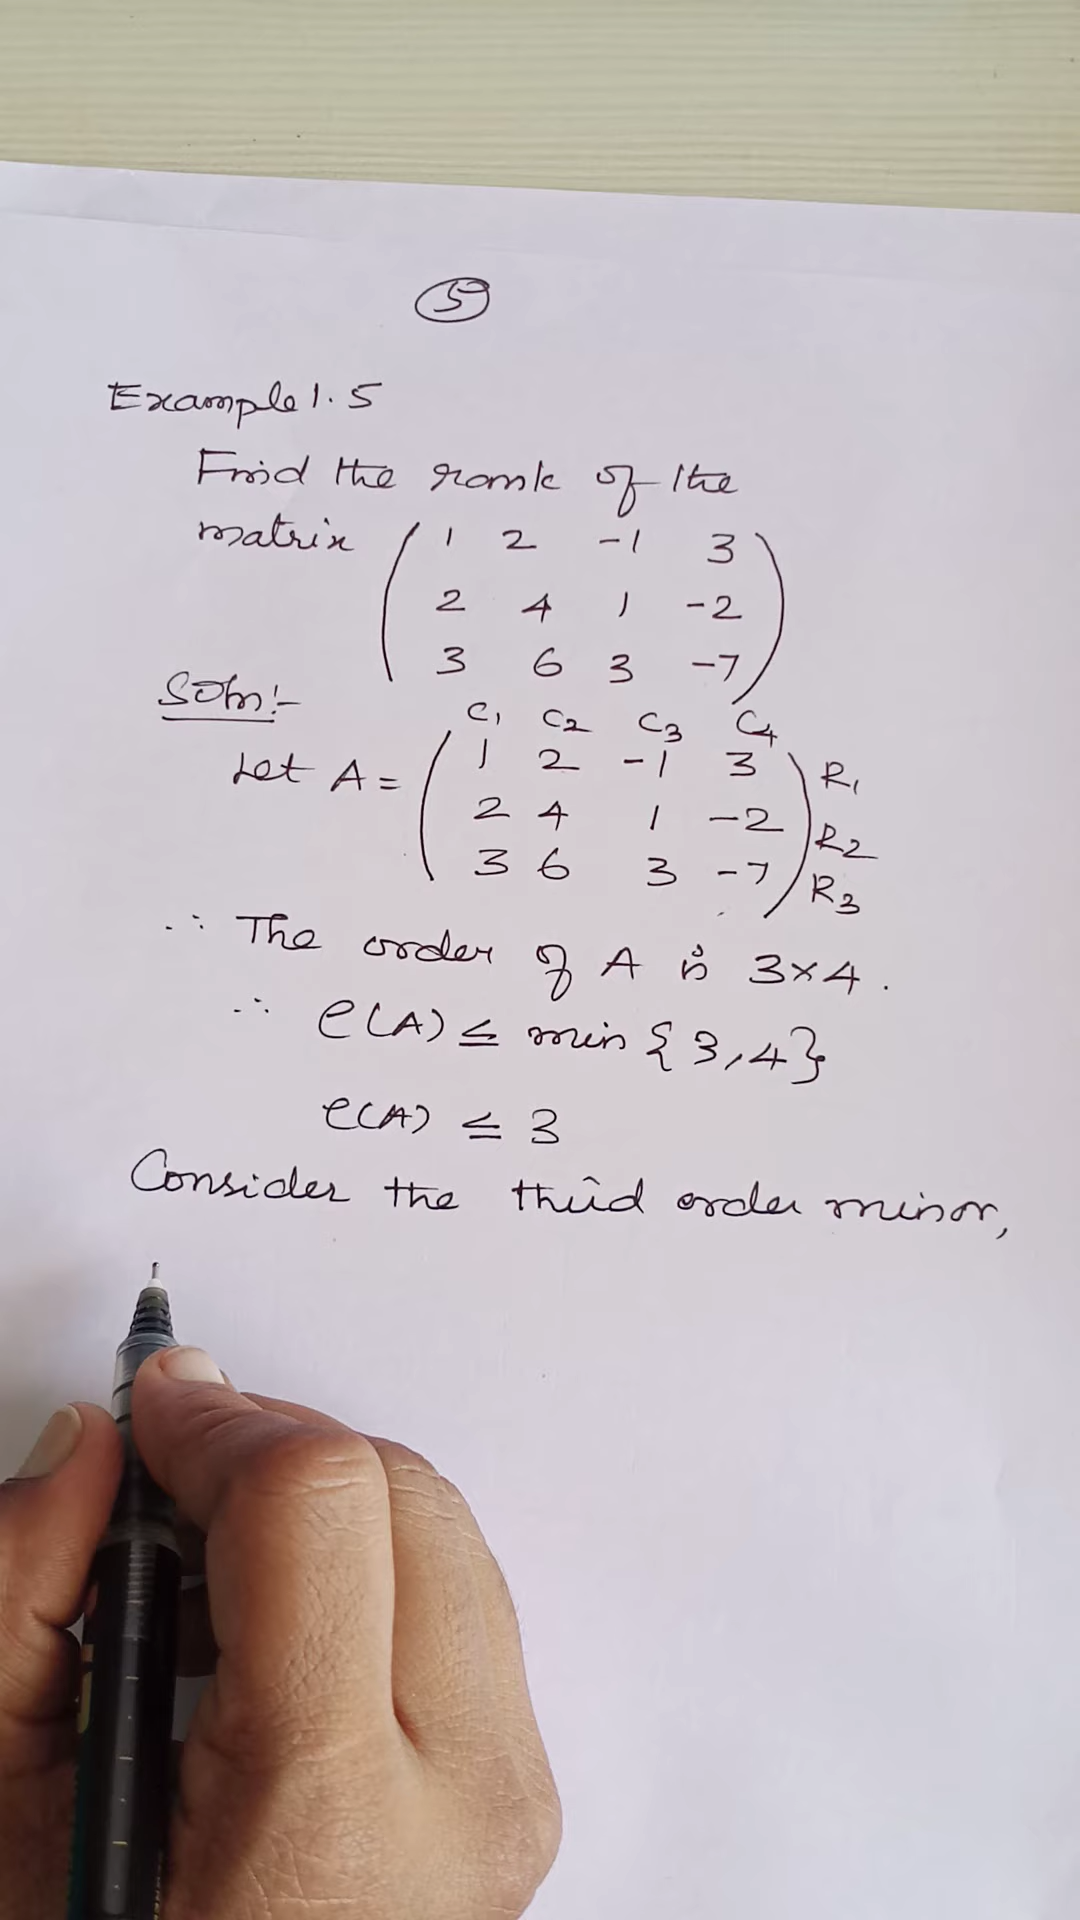 5
Example 1.5
Find the rank of the
matrix ( 1 2 -1 3
2 4 1 -2
3 6 3 -7 )
Soln:-
C1 C2 C3 C4
Let A = ( 1 2 -1 3 ) R1
2 4 1 -2 R2
3 6 3 -7 R3
∴ The order of A is 3×4.
∴ ρ(A) ≤ min {3,4}
ρ(A) ≤ 3
Consider the third order minor,